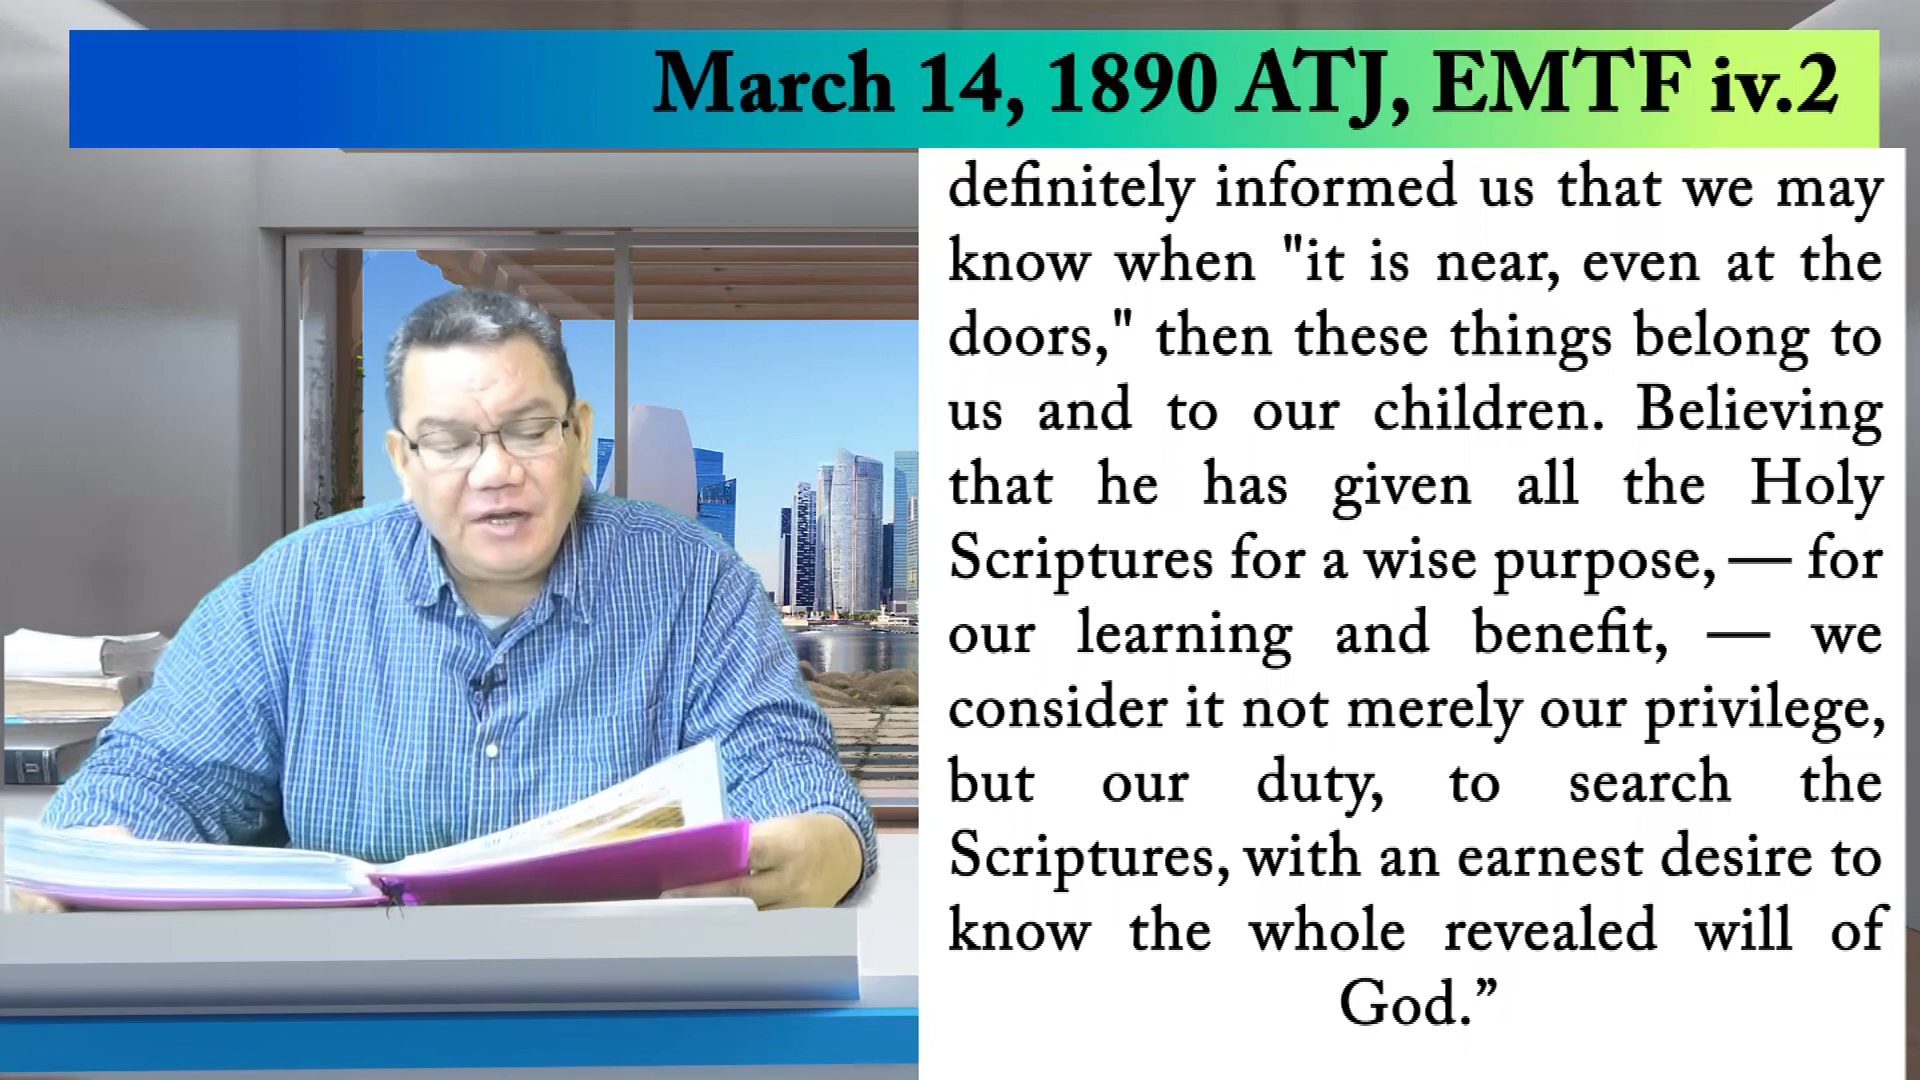 March 14, 1890 ATJ, EMTF iv.2
definitely informed us that we may
know when "it is near, even at the
doors," then these things belong to
us and to our children. Believing
that he has given all the Holy
Scriptures for a wise purpose, — for
our learning and benefit, — we
consider it not merely our privilege,
but our duty, to search the
Scriptures, with an earnest desire to
know the whole revealed will of
God.”